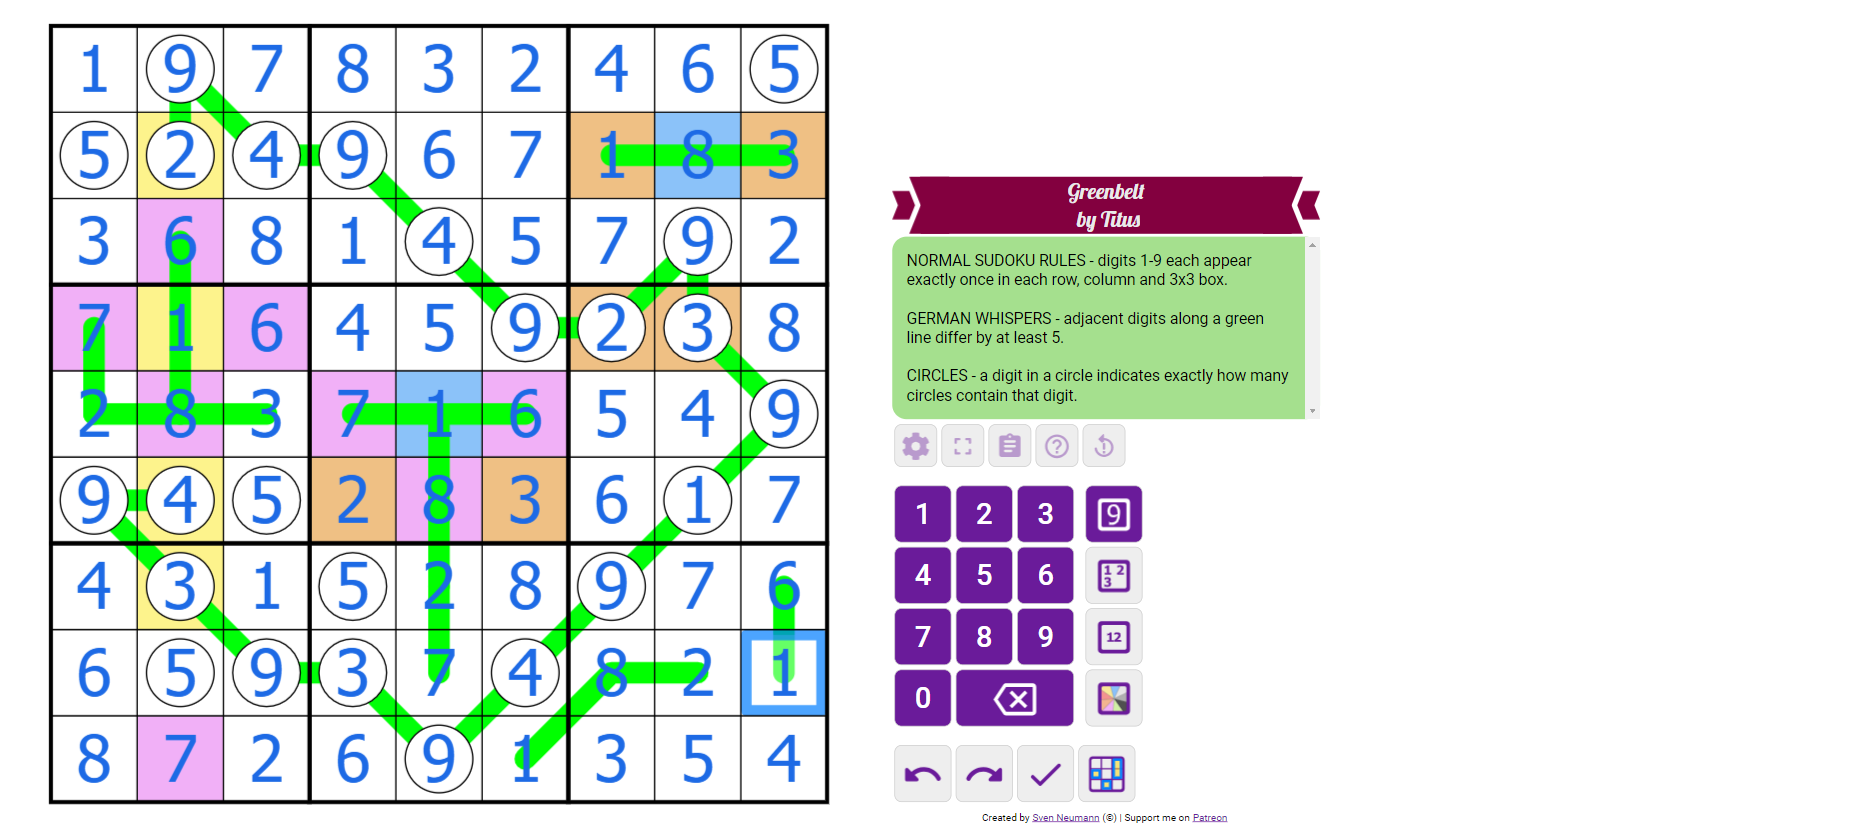 1 9 7 8 3 2 4 6 5
5 2 4 9 6 7 1 8 3
3 6 8 1 4 5 7 9 2
7 1 6 4 5 9 2 3 8
2 8 3 7 1 6 5 4 9
9 4 5 2 8 3 6 1 7
4 3 1 5 2 8 9 7 6
6 5 9 3 7 4 8 2 1
8 7 2 6 9 1 3 5 4
Greenbelt
by Titus
NORMAL SUDOKU RULES - digits 1-9 each appear
exactly once in each row, column and 3x3 box.
GERMAN WHISPERS - adjacent digits along a green
line differ by at least 5.
CIRCLES - a digit in a circle indicates exactly how many
circles contain that digit.
1 2 3 9
4 5 6 1 2 3
7 8 9 12
0
Created by Sven Neumann (©) | Support me on Patreon